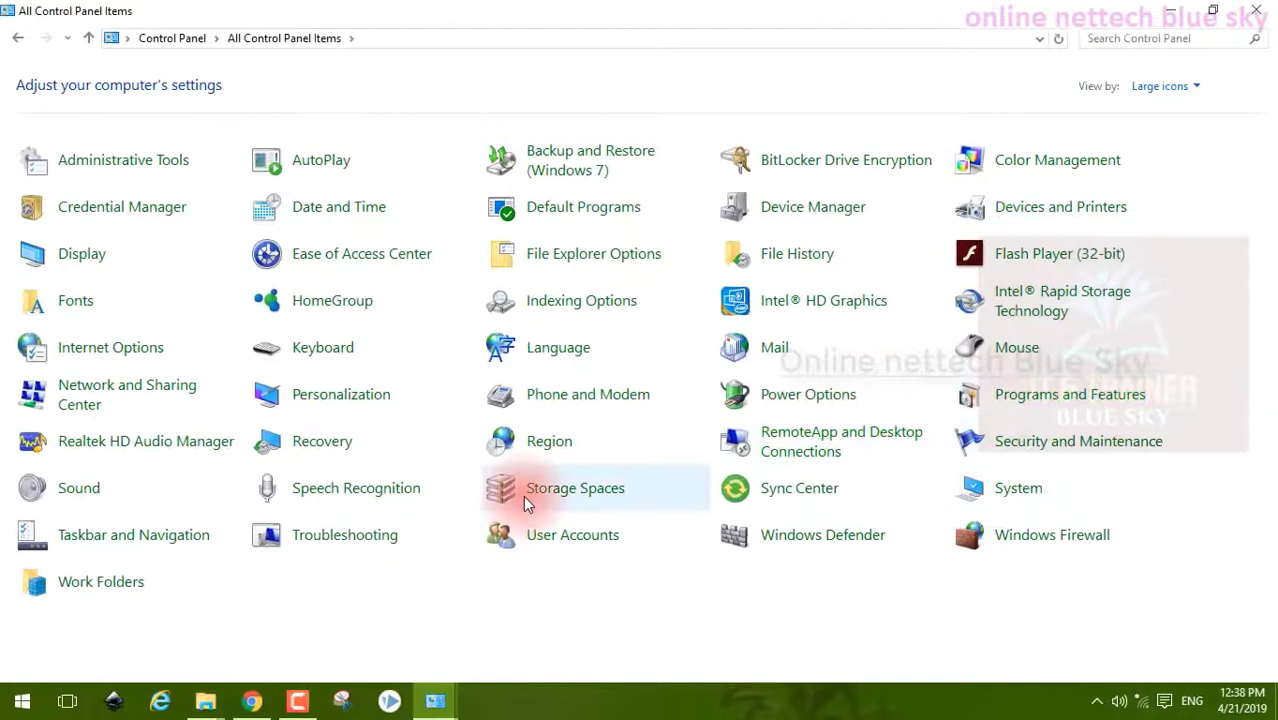 All Control Panel Items
online nettech blue sky
Control Panel
All Control Panel Items
Search Control Panel
Adjust your computer's settings
View by:
Large icons
Administrative Tools
AutoPlay
Backup and Restore
(Windows 7)
BitLocker Drive Encryption
Color Management
Credential Manager
Date and Time
Default Programs
Device Manager
Devices and Printers
Display
Ease of Access Center
File Explorer Options
File History
Flash Player (32-bit)
Fonts
HomeGroup
Indexing Options
Intel® HD Graphics
Intel® Rapid Storage
Technology
Internet Options
Keyboard
Language
Mail
Mouse
Online nettech Blue Sky
Network and Sharing
Center
Personalization
Phone and Modem
Power Options
Programs and Features
BLUE SKY
Realtek HD Audio Manager
Recovery
Region
RemoteApp and Desktop
Connections
Security and Maintenance
Sound
Speech Recognition
Storage Spaces
Sync Center
System
Taskbar and Navigation
Troubleshooting
User Accounts
Windows Defender
Windows Firewall
Work Folders
ENG
12:38 PM
4/21/2019